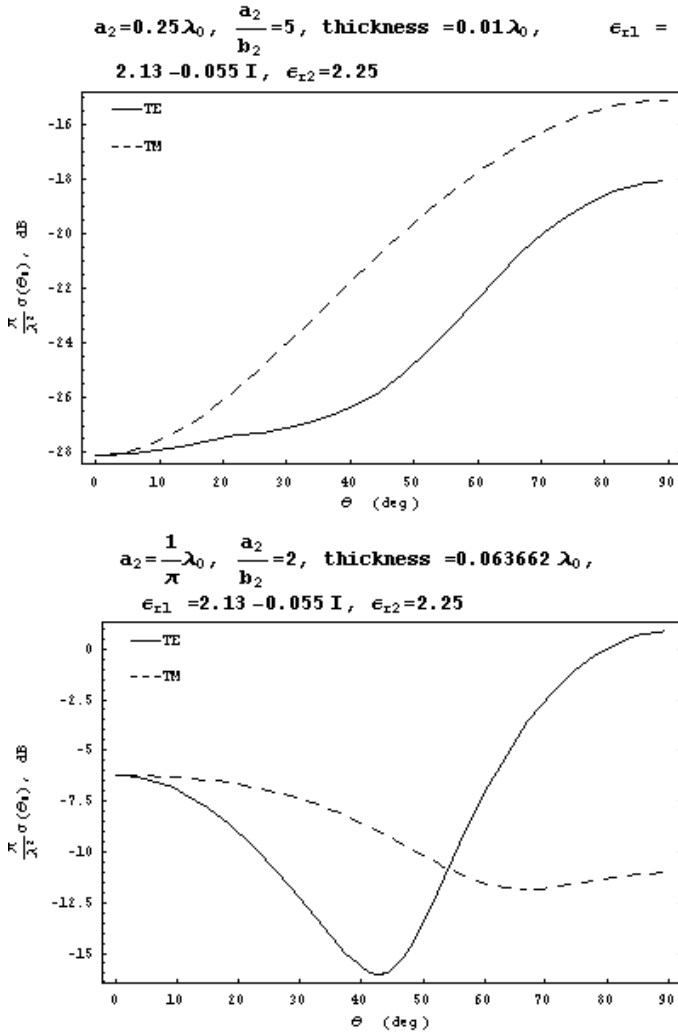 a₂=0.25λ₀, a₂/b₂=5, thickness =0.01λ₀, ϵr1 =
2.13 -0.055 I, ϵr2=2.25
TE
TM
-16
-18
-20
-22
-24
-26
-28
π/λ² σ(θs), dB
0 10 20 30 40 50 60 70 80 90
θ (deg)
a₂=1/π λ₀, a₂/b₂=2, thickness =0.063662 λ₀,
ϵr1 =2.13 -0.055 I, ϵr2=2.25
TE
TM
0
-2.5
-5
-7.5
-10
-12.5
-15
π/λ² σ(θs), dB
0 10 20 30 40 50 60 70 80 90
θ (deg)